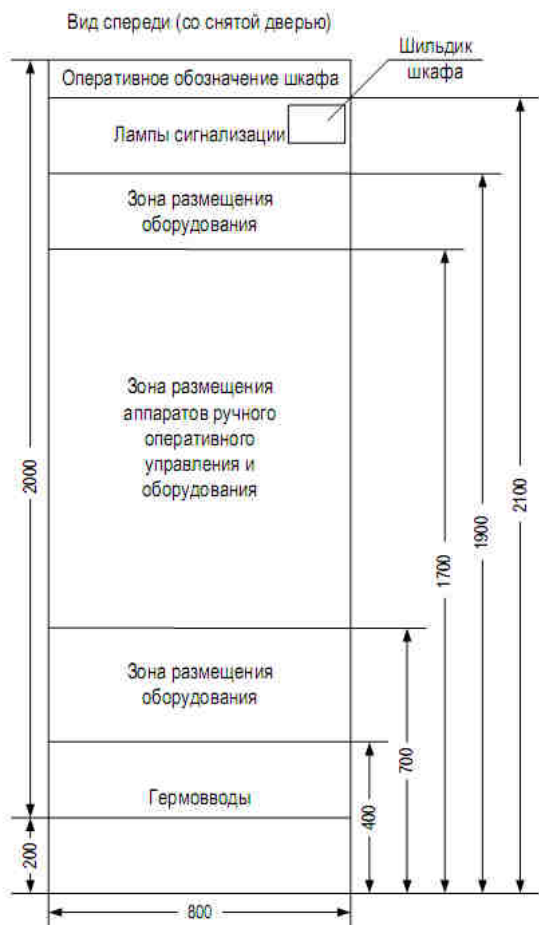 Вид спереди (со снятой дверью)
Шильдик
шкафа
Оперативное обозначение шкафа
Лампы сигнализации
Зона размещения
оборудования
Зона размещения
аппаратов ручного
оперативного
управления и
оборудования
2000
2100
1900
1700
Зона размещения
оборудования
700
Гермовводы
400
200
800